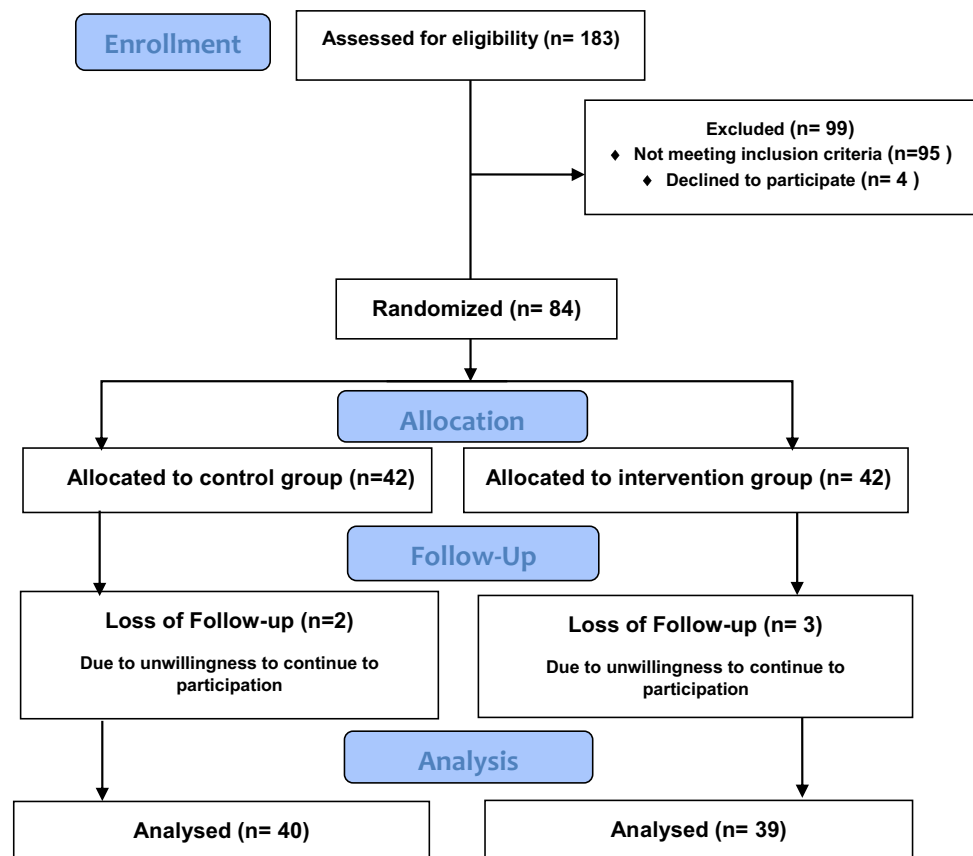 Enrollment
Assessed for eligibility (n= 183)
Excluded (n= 99)
♦ Not meeting inclusion criteria (n=95 )
♦ Declined to participate (n= 4 )
Randomized (n= 84)
Allocation
Allocated to control group (n=42)
Allocated to intervention group (n= 42)
Follow-Up
Loss of Follow-up (n=2)
Due to unwillingness to continue to
participation
Loss of Follow-up (n= 3)
Due to unwillingness to continue to
participation
Analysis
Analysed (n= 40)
Analysed (n= 39)